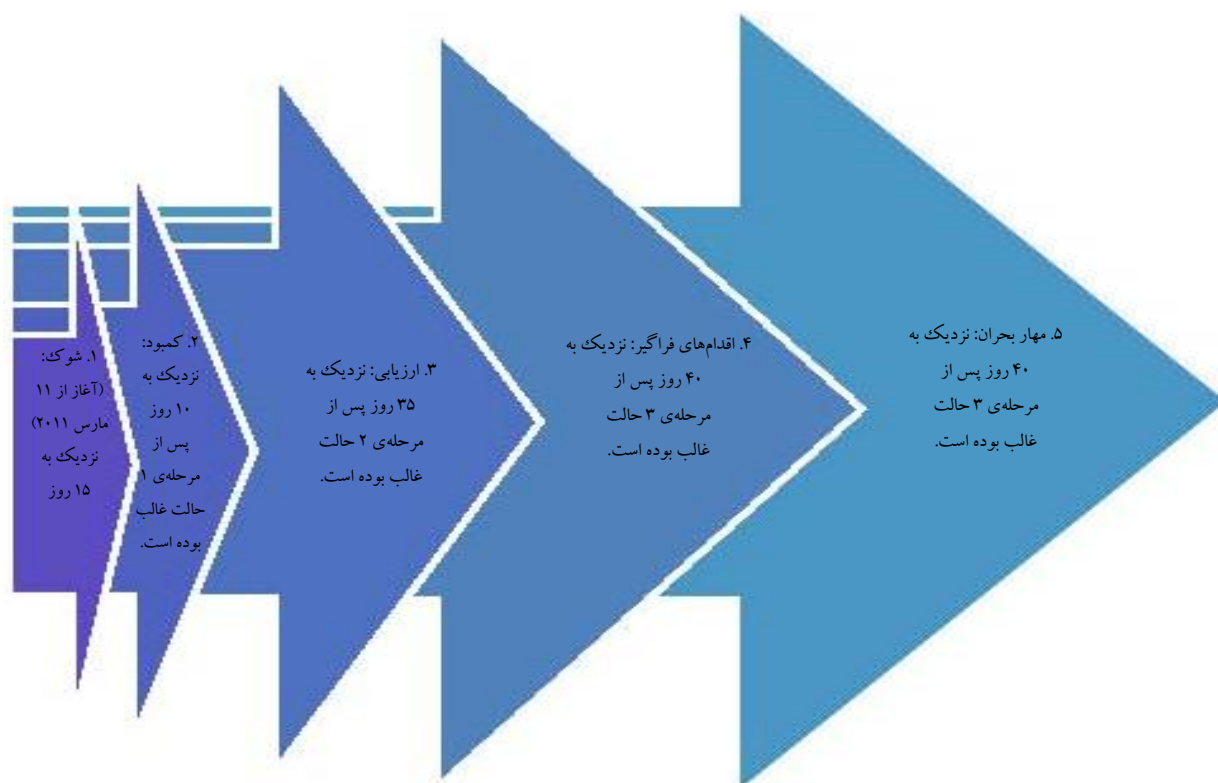 ۱. شوک:
(آغاز از ۱۱
مارس ۲۰۱۱)
نزدیک به
۱۵ روز
۲. کمبود:
نزدیک به
۱۰ روز
پس از
مرحله‌ی ۱
حالت غالب
بوده است.
۳. ارزیابی: نزدیک به
۳۵ روز پس از
مرحله‌ی ۲ حالت
غالب بوده است.
۴. اقدام‌های فراگیر: نزدیک به
۴۰ روز پس از
مرحله‌ی ۳ حالت
غالب بوده است.
۵. مهار بحران: نزدیک به
۴۰ روز پس از
مرحله‌ی ۳ حالت
غالب بوده است.